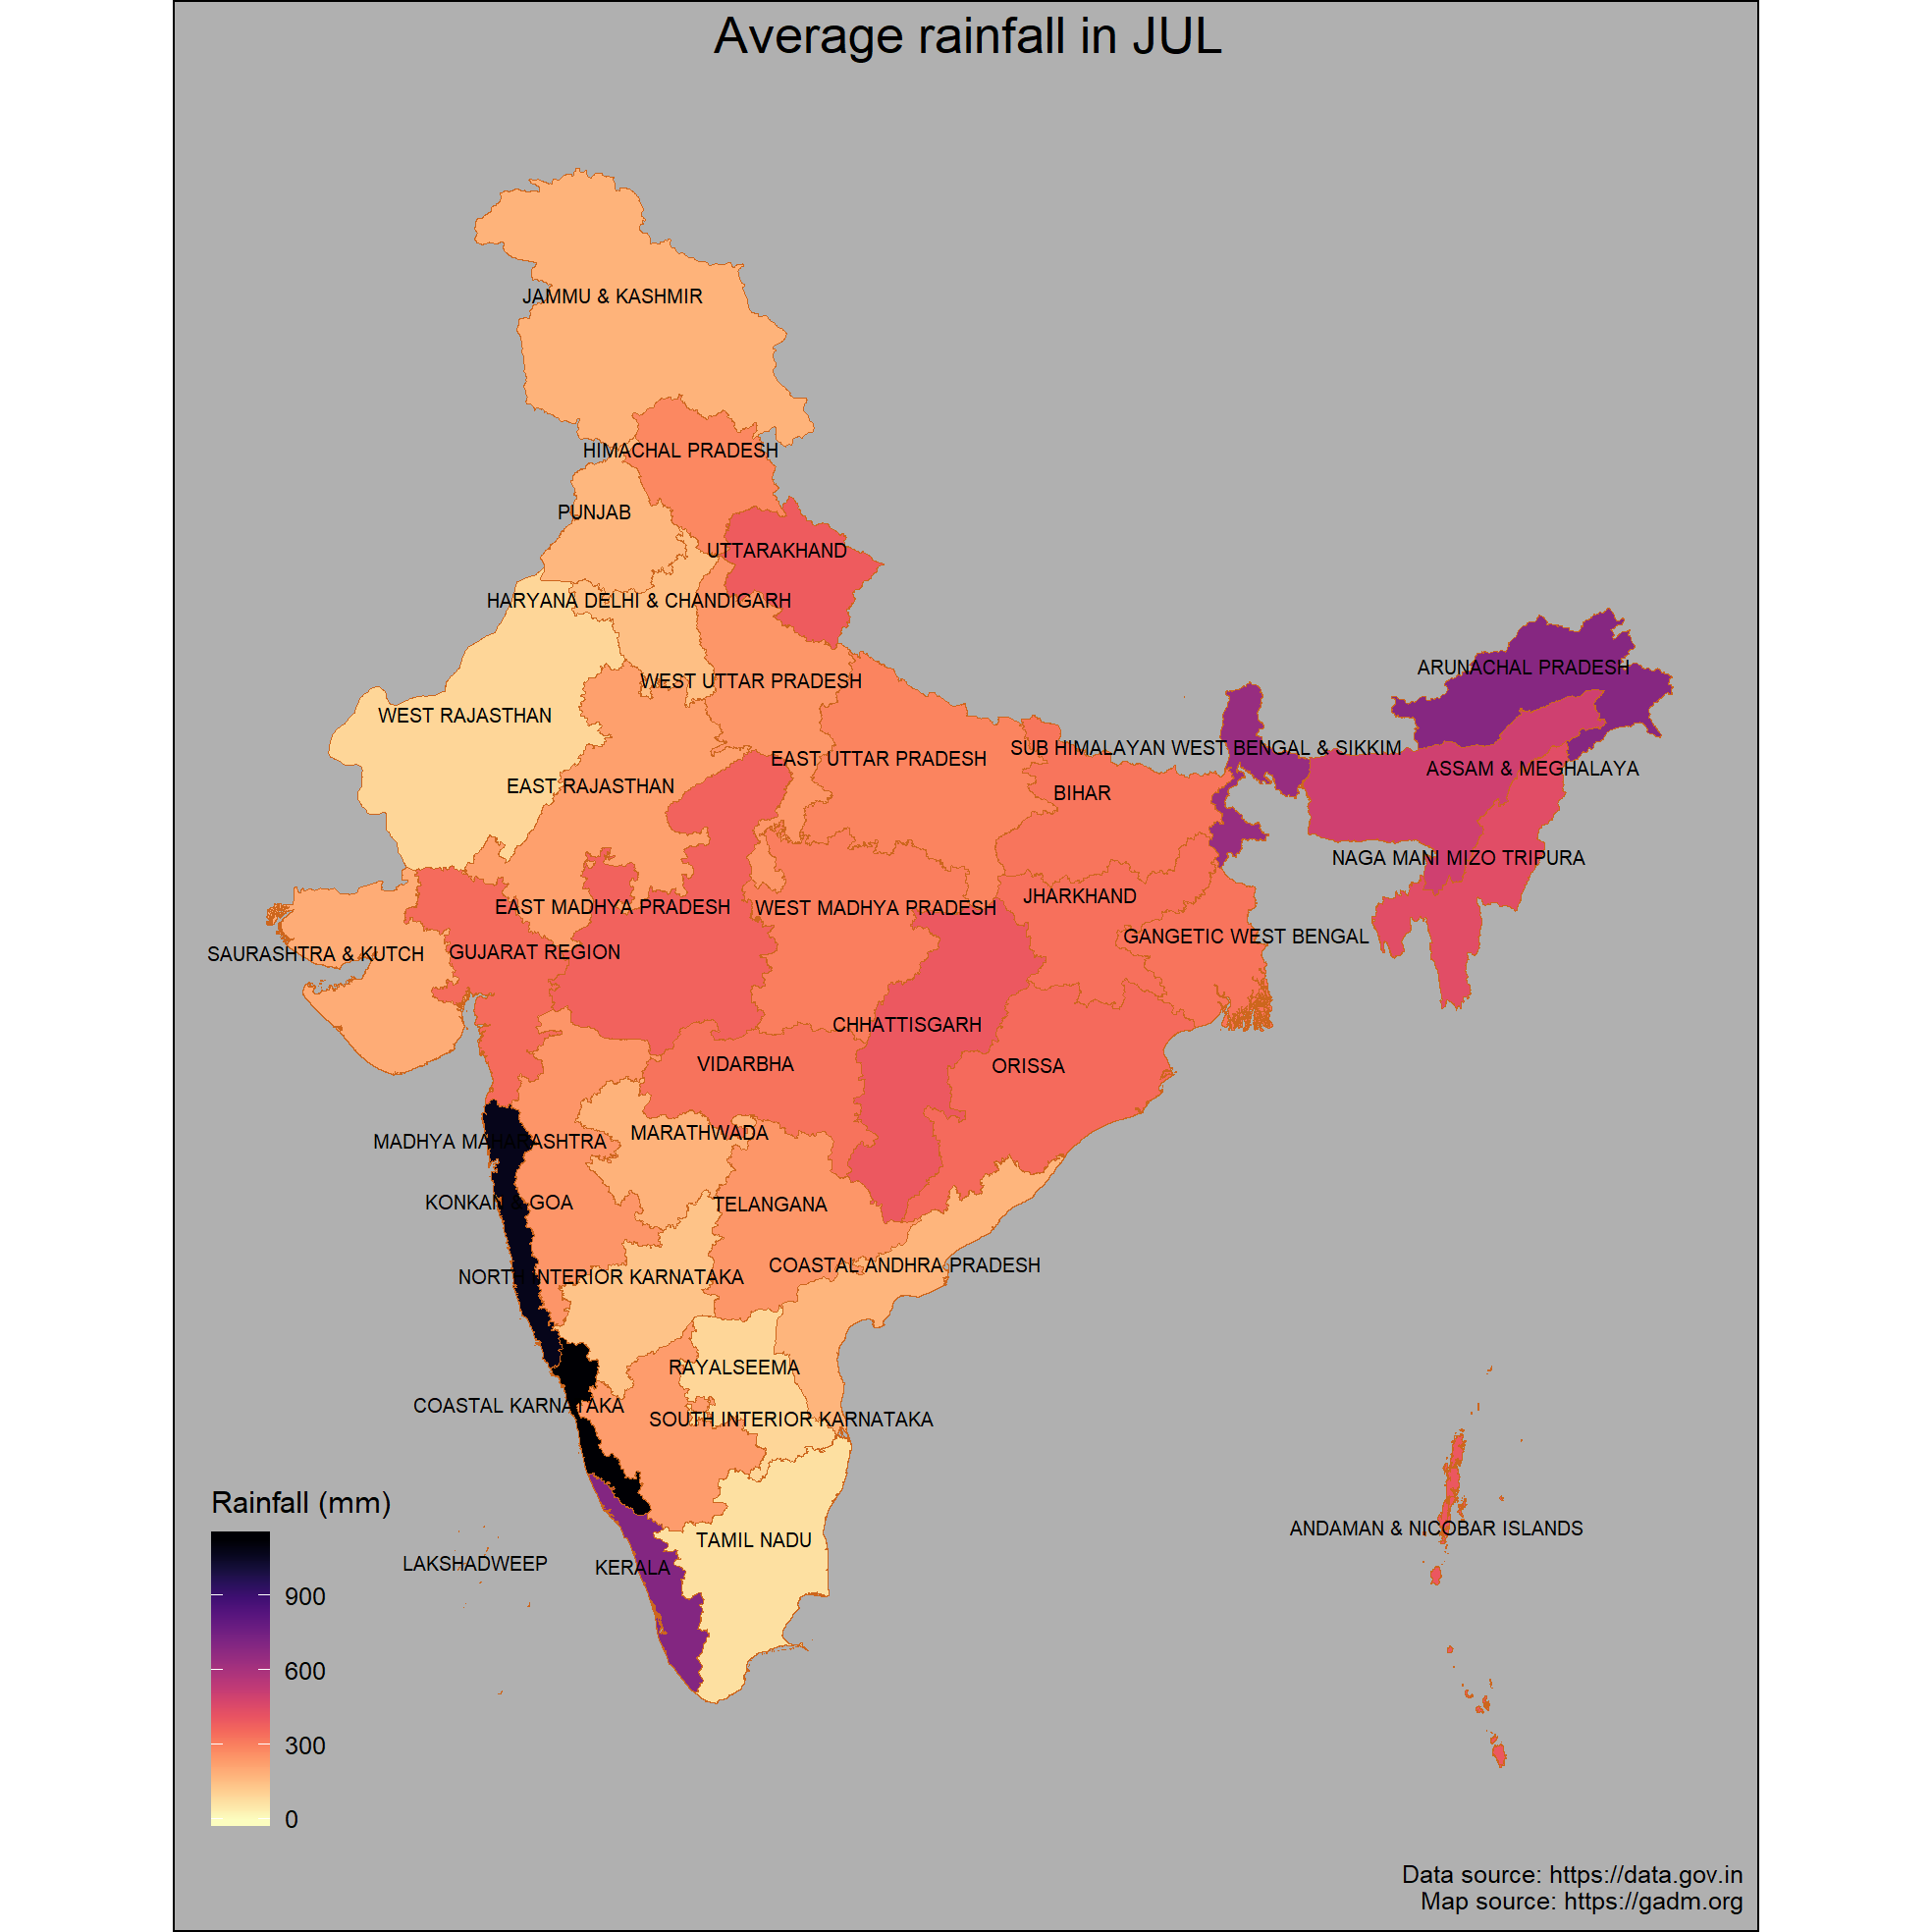 Average rainfall in JUL
JAMMU & KASHMIR
HIMACHAL PRADESH
PUNJAB
UTTARAKHAND
HARYANA DELHI & CHANDIGARH
ARUNACHAL PRADESH
WEST UTTAR PRADESH
WEST RAJASTHAN
SUB HIMALAYAN WEST BENGAL & SIKKIM
EAST UTTAR PRADESH
ASSAM & MEGHALAYA
EAST RAJASTHAN
BIHAR
NAGA MANI MIZO TRIPURA
JHARKHAND
EAST MADHYA PRADESH
WEST MADHYA PRADESH
GANGETIC WEST BENGAL
GUJARAT REGION
SAURASHTRA & KUTCH
CHHATTISGARH
VIDARBHA
ORISSA
MARATHWADA
MADHYA MAHARASHTRA
KONKAN & GOA
TELANGANA
COASTAL ANDHRA PRADESH
NORTH INTERIOR KARNATAKA
RAYALSEEMA
COASTAL KARNATAKA
SOUTH INTERIOR KARNATAKA
Rainfall (mm)
ANDAMAN & NICOBAR ISLANDS
TAMIL NADU
LAKSHADWEEP
KERALA
900
600
300
0
Data source: https://data.gov.in
Map source: https://gadm.org